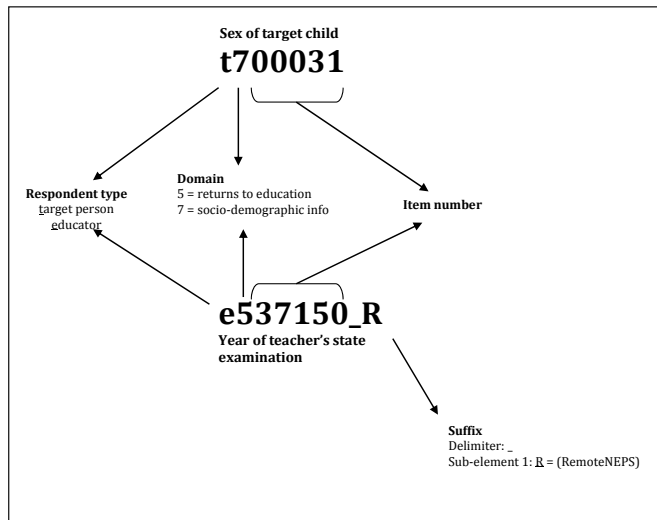 Sex of target child
t700031
Respondent type
target person
educator
Domain
5 = returns to education
7 = socio-demographic info
Item number
e537150_R
Year of teacher's state
examination
Suffix
Delimiter: _
Sub-element 1: R = (RemoteNEPS)